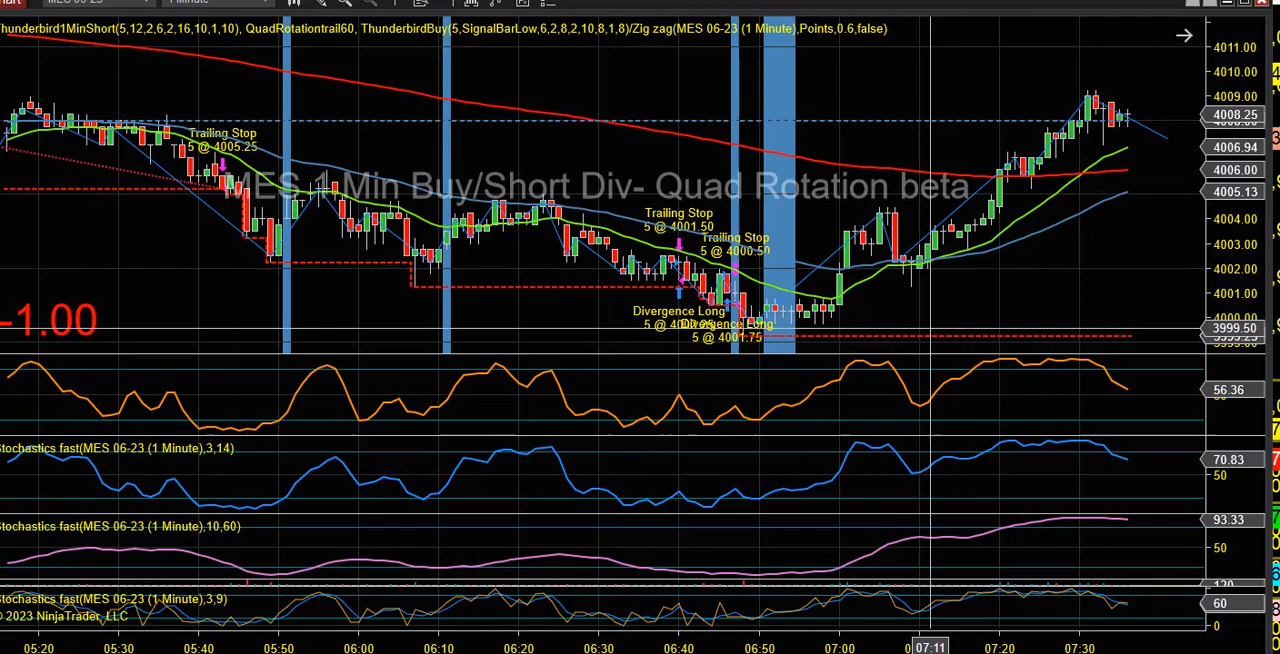 hunderbird1MinShort(5,12,2,6,2,16,10,1,10), QuadRotationtrail60, ThunderbirdBuy(5,SignalBarLow,6,2,8,2,10,8,1,8)/Zig zag(MES 06-23 (1 Minute),Points,0.6,false)
4011.00
4010.00
4009.00
4008.25
Trailing Stop
5 @ 4005.25
4006.94
4006.00
MES 1 Min Buy/Short Div- Quad Rotation beta
4005.13
Trailing Stop
5 @ 4001.50
4004.00
Trailing Stop
5 @ 4000.50
4003.00
4002.00
4001.00
Divergence Long
-1.00
4000.00
Divergence Long
3999.50
5 @ 4001.75
3999.25
56.36
Stochastics fast(MES 06-23 (1 Minute),3,14)
70.83
50
Stochastics fast(MES 06-23 (1 Minute),10,60)
93.33
50
120
Stochastics fast(MES 06-23 (1 Minute),3,9)
60
© 2023 NinjaTrader, LLC
0
05:20 05:30 05:40 05:50 06:00 06:10 06:20 06:30 06:40 06:50 07:00 07:11 07:20 07:30